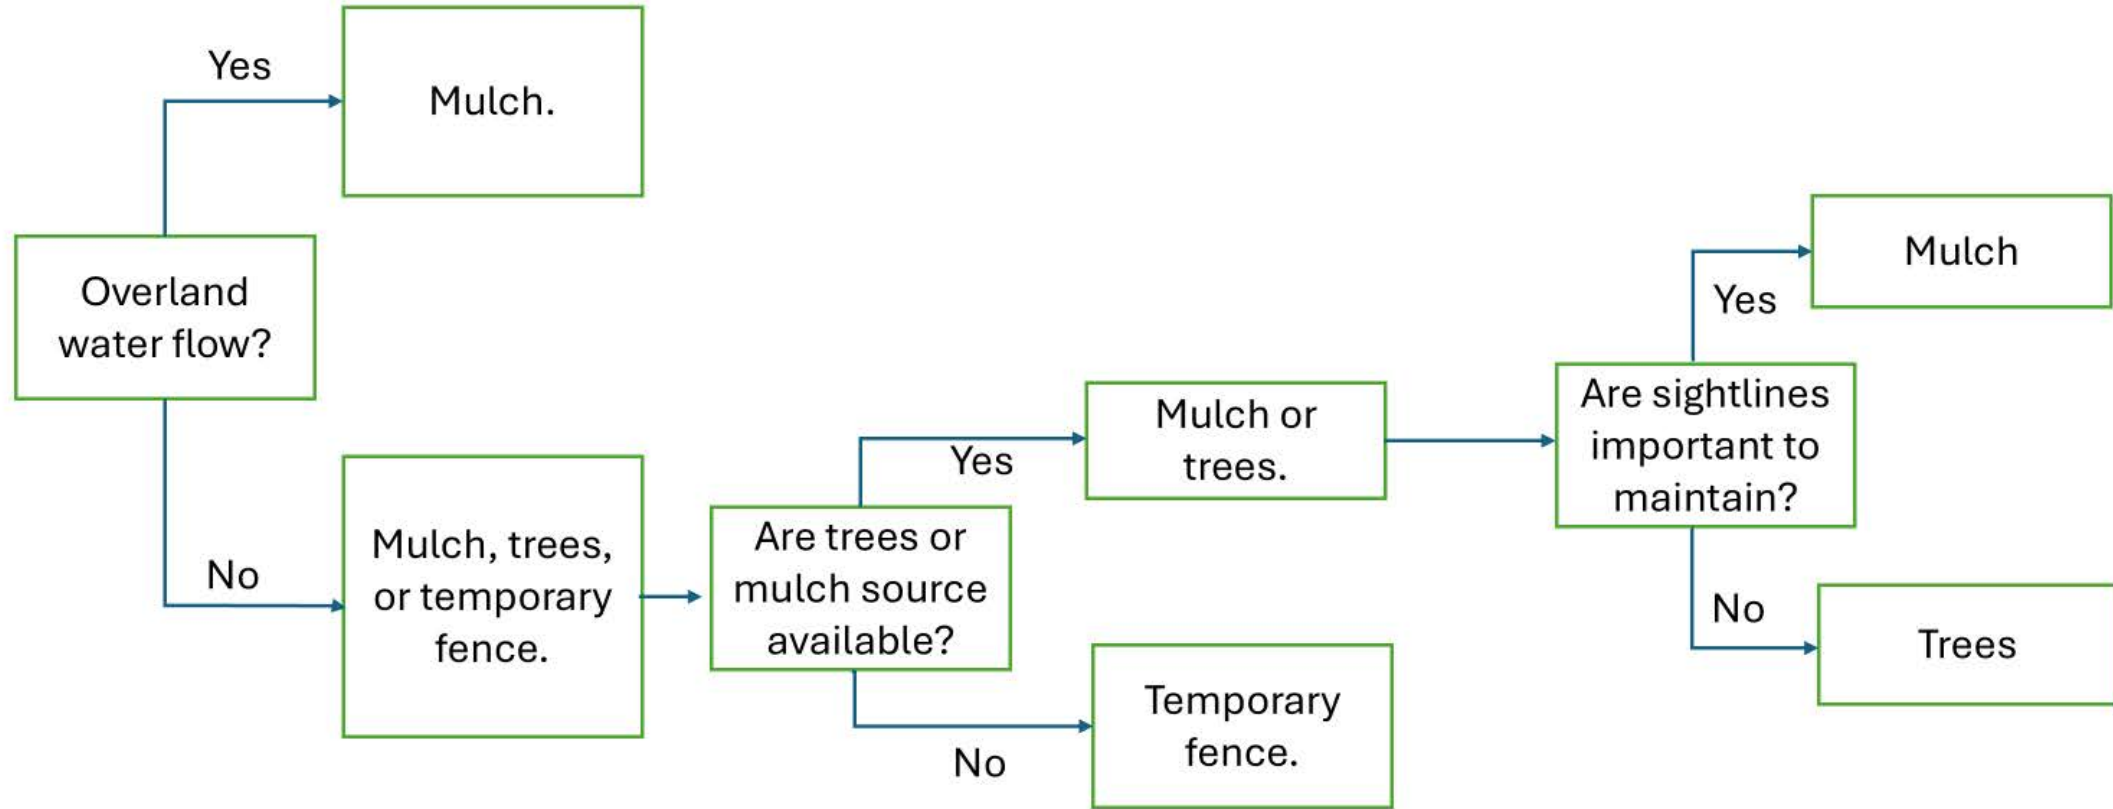 Yes
Mulch.
Overland
water flow?
No
Mulch, trees,
or temporary
fence.
Are trees or
mulch source
available?
Yes
Mulch or
trees.
No
Temporary
fence.
Are sightlines
important to
maintain?
Yes
Mulch
No
Trees